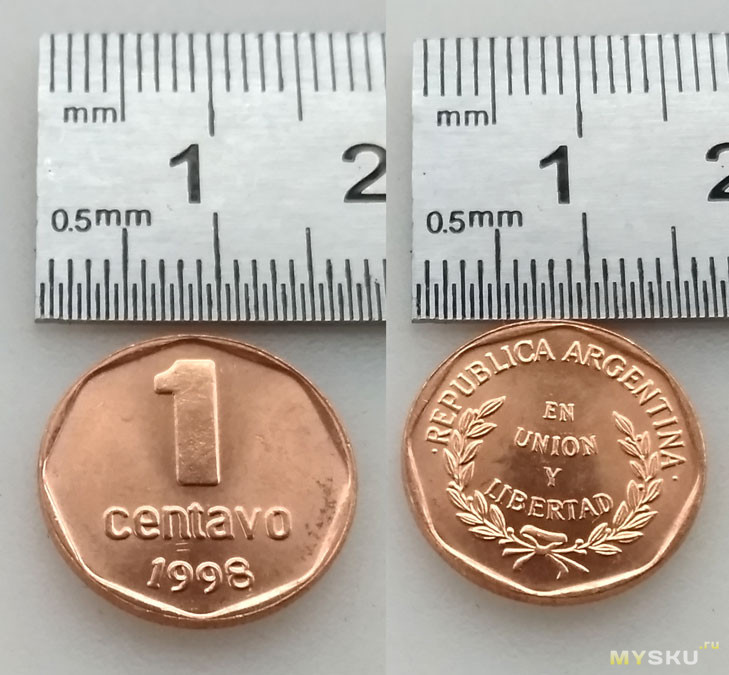 mm
1 2
0.5mm
1
centavo
1998
mm
1 2
0.5mm
·REPUBLICA ARGENTINA·
EN
UNION
Y
LIBERTAD
MYSKU.ru